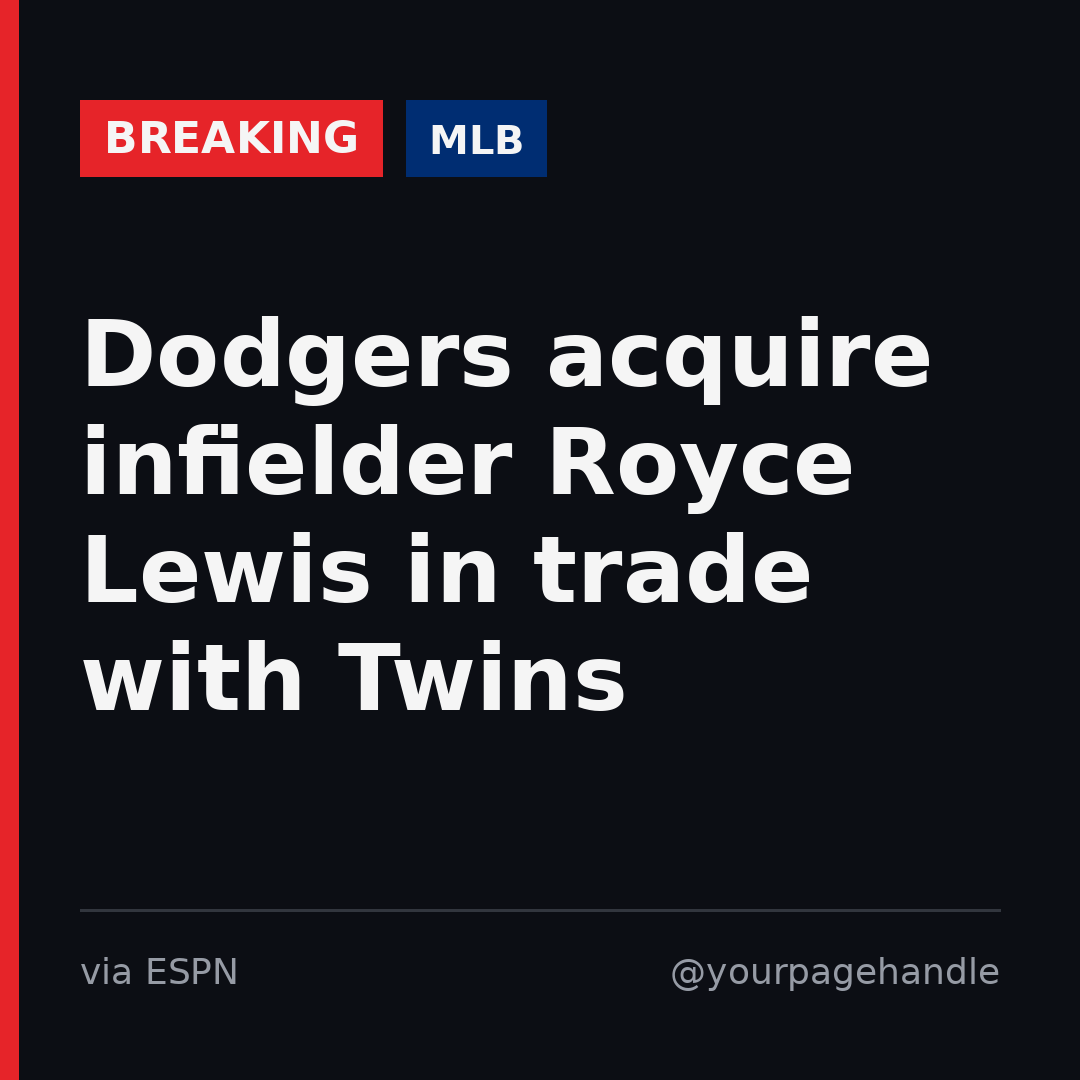 BREAKING MLB
Dodgers acquire
infielder Royce
Lewis in trade
with Twins
via ESPN @yourpagehandle